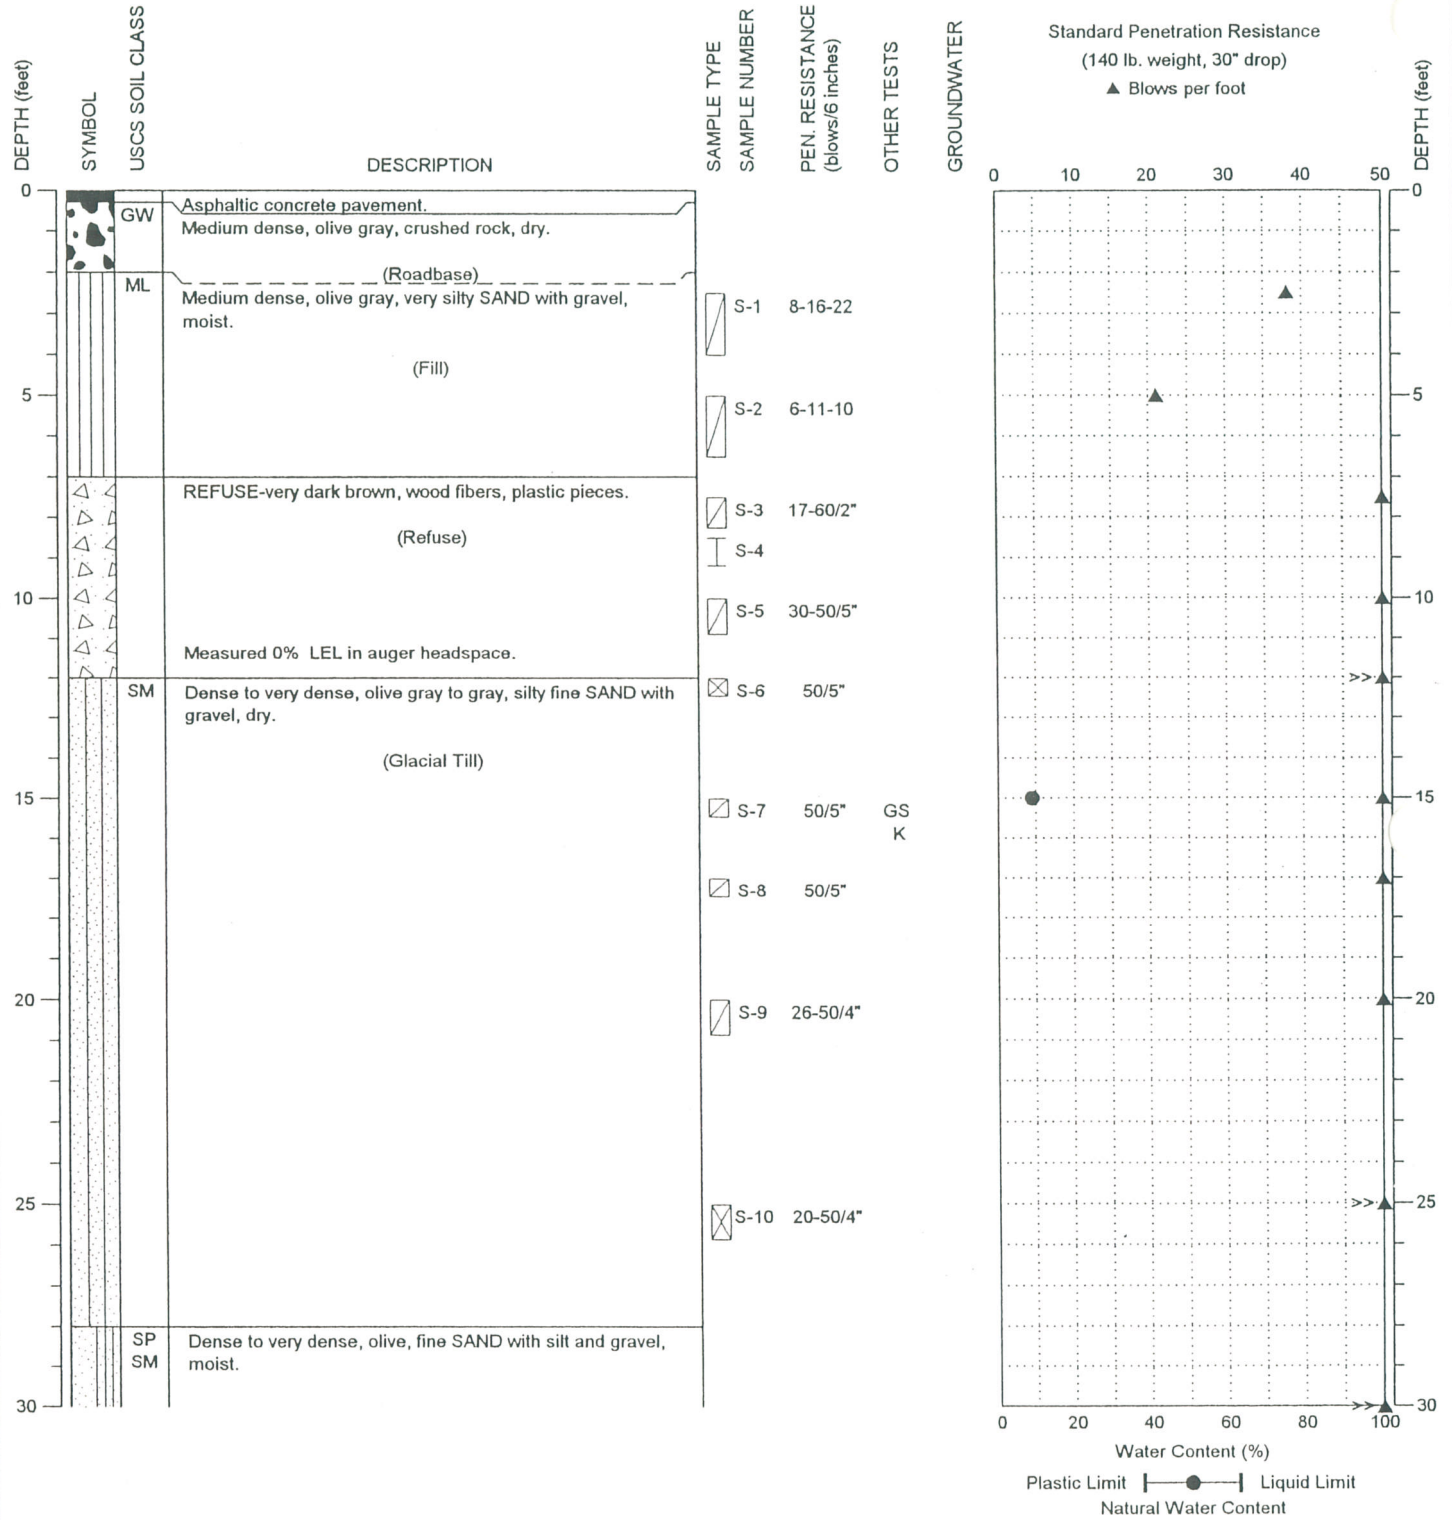 DEPTH (feet)
SYMBOL
USCS SOIL CLASS
DESCRIPTION
SAMPLE TYPE
SAMPLE NUMBER
PEN. RESISTANCE
(blows/6 inches)
OTHER TESTS
GROUNDWATER
Standard Penetration Resistance
(140 lb. weight, 30" drop)
▲ Blows per foot
DEPTH (feet)
0 10 20 30 40 50
0
GW
Asphaltic concrete pavement.
Medium dense, olive gray, crushed rock, dry.
(Roadbase)
ML
Medium dense, olive gray, very silty SAND with gravel,
moist.
(Fill)
S-1 8-16-22
5
S-2 6-11-10
5
REFUSE-very dark brown, wood fibers, plastic pieces.
(Refuse)
S-3 17-60/2"
S-4
10
S-5 30-50/5"
10
Measured 0% LEL in auger headspace.
SM
Dense to very dense, olive gray to gray, silty fine SAND with
gravel, dry.
(Glacial Till)
S-6 50/5"
>>
15
S-7 50/5"
GS
K
15
S-8 50/5"
20
S-9 26-50/4"
20
25
S-10 20-50/4"
>>
25
SP
SM
Dense to very dense, olive, fine SAND with silt and gravel,
moist.
30
>>
30
0 20 40 60 80 100
0
Water Content (%)
Plastic Limit Liquid Limit
Natural Water Content